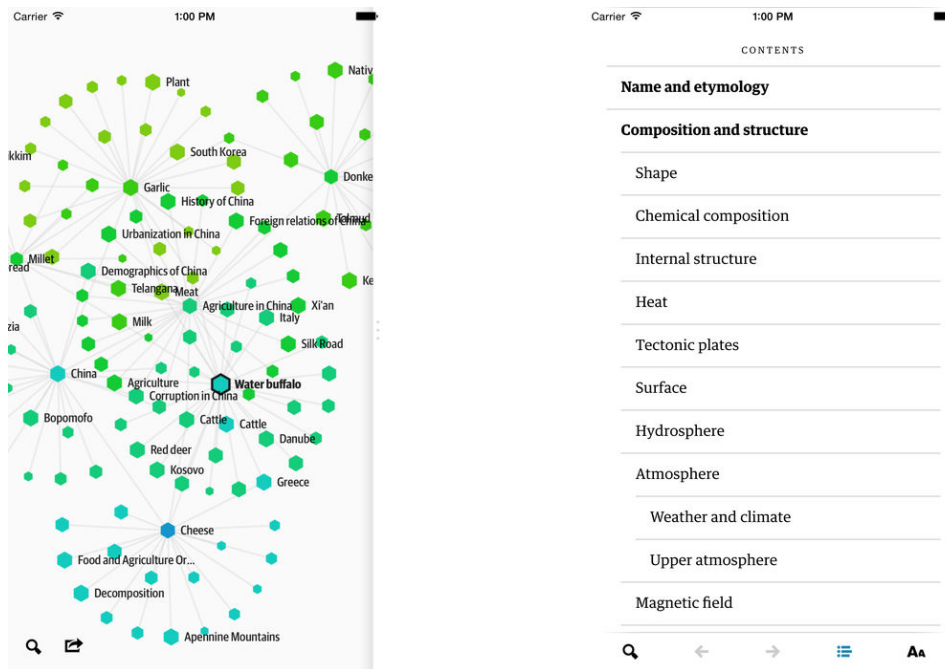 Carrier 1:00 PM
Plant
Nativ
kkim
South Korea
Garlic
Donke
History of China
Foreign relations of China
Talmud
Urbanization in China
Millet
read
Demographics of China
Telangana
Meat
Ke
Agriculture in China
Xi'an
Italy
zia
Milk
Silk Road
China
Agriculture
Water buffalo
Corruption in China
Bopomofo
Cattle
Cattle
Danube
Red deer
Kosovo
Greece
Cheese
Food and Agriculture Or...
Decomposition
Apennine Mountains
Carrier 1:00 PM
CONTENTS
Name and etymology
Composition and structure
Shape
Chemical composition
Internal structure
Heat
Tectonic plates
Surface
Hydrosphere
Atmosphere
Weather and climate
Upper atmosphere
Magnetic field
AA